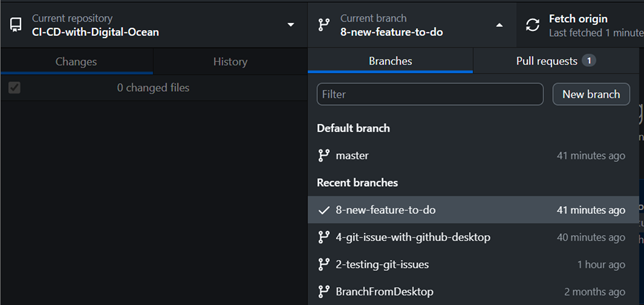 Current repository
CI-CD-with-Digital-Ocean
Current branch
8-new-feature-to-do
Fetch origin
Last fetched 1 minute
Changes
History
Branches
Pull requests 1
0 changed files
Filter
New branch
Default branch
master 41 minutes ago
Recent branches
8-new-feature-to-do 41 minutes ago
4-git-issue-with-github-desktop 40 minutes ago
2-testing-git-issues 1 hour ago
BranchFromDesktop 2 months ago